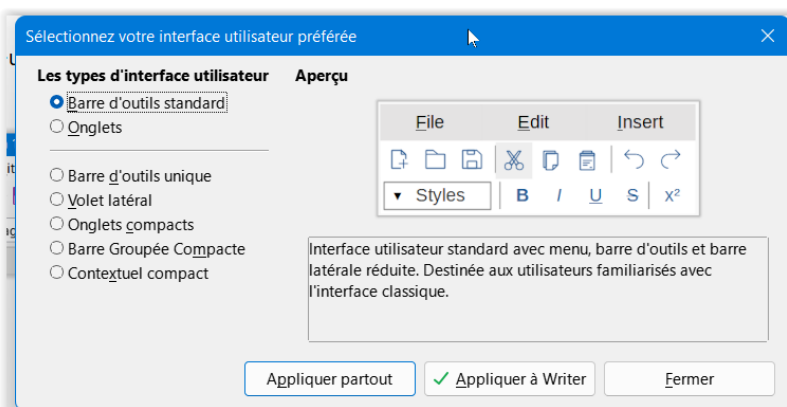 Sélectionnez votre interface utilisateur préférée
Les types d'interface utilisateur
Barre d'outils standard
Onglets
Barre d'outils unique
Volet latéral
Onglets compacts
Barre Groupée Compacte
Contextuel compact
Aperçu
File Edit Insert
Styles B I U S x²
Interface utilisateur standard avec menu, barre d'outils et barre
latérale réduite. Destinée aux utilisateurs familiarisés avec
l'interface classique.
Appliquer partout Appliquer à Writer Fermer